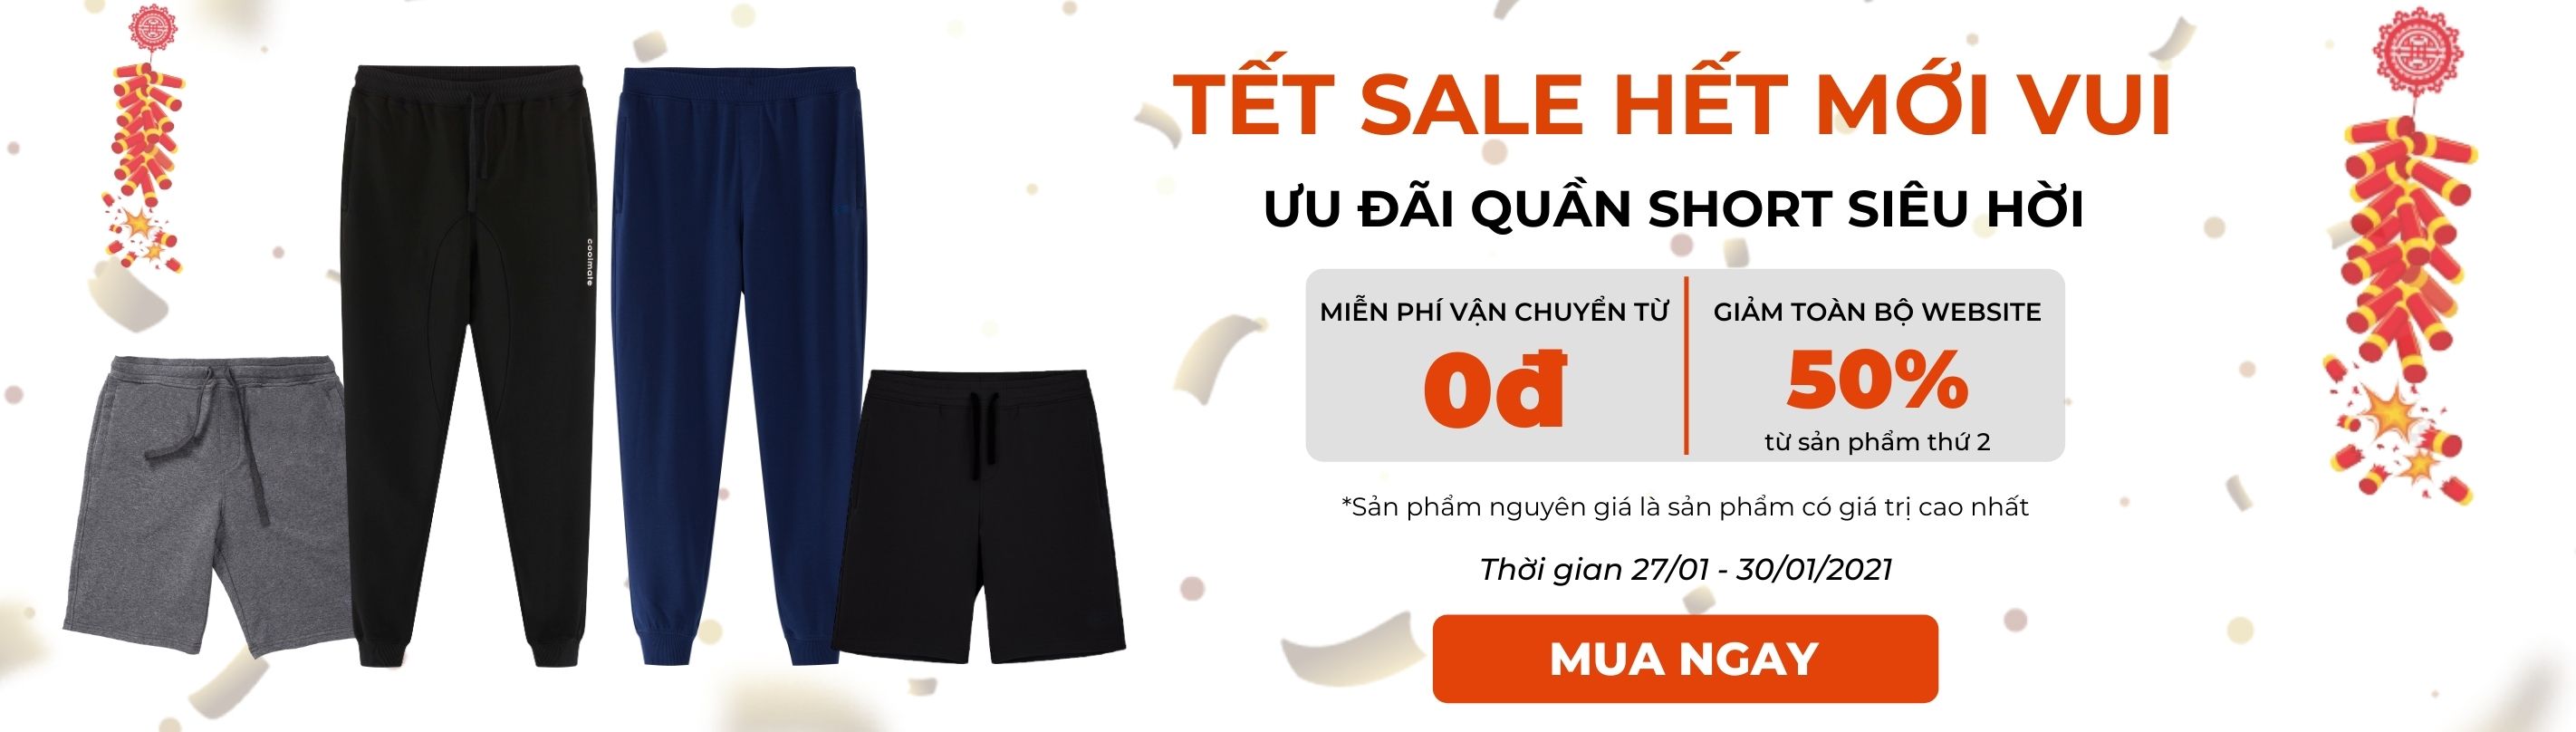 TẾT SALE HẾT MỚI VUI
ƯU ĐÃI QUẦN SHORT SIÊU HỜI
MIỄN PHÍ VẬN CHUYỂN TỪ
0đ
GIẢM TOÀN BỘ WEBSITE
50%
từ sản phẩm thứ 2
*Sản phẩm nguyên giá là sản phẩm có giá trị cao nhất
Thời gian 27/01 - 30/01/2021
MUA NGAY
coolmate